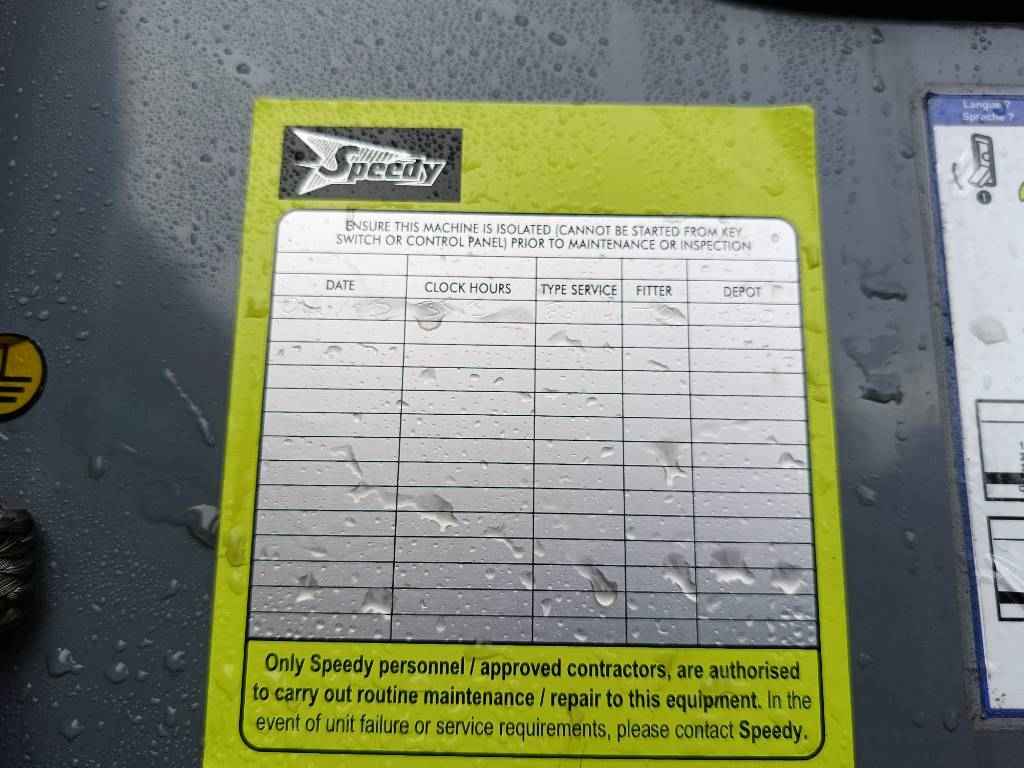 Speedy
ENSURE THIS MACHINE IS ISOLATED (CANNOT BE STARTED FROM KEY
SWITCH OR CONTROL PANEL) PRIOR TO MAINTENANCE OR INSPECTION
DATE CLOCK HOURS TYPE SERVICE FITTER DEPOT
Only Speedy personnel / approved contractors, are authorised
to carry out routine maintenance / repair to this equipment. In the
event of unit failure or service requirements, please contact Speedy.
Langue ?
Sprache ?
1